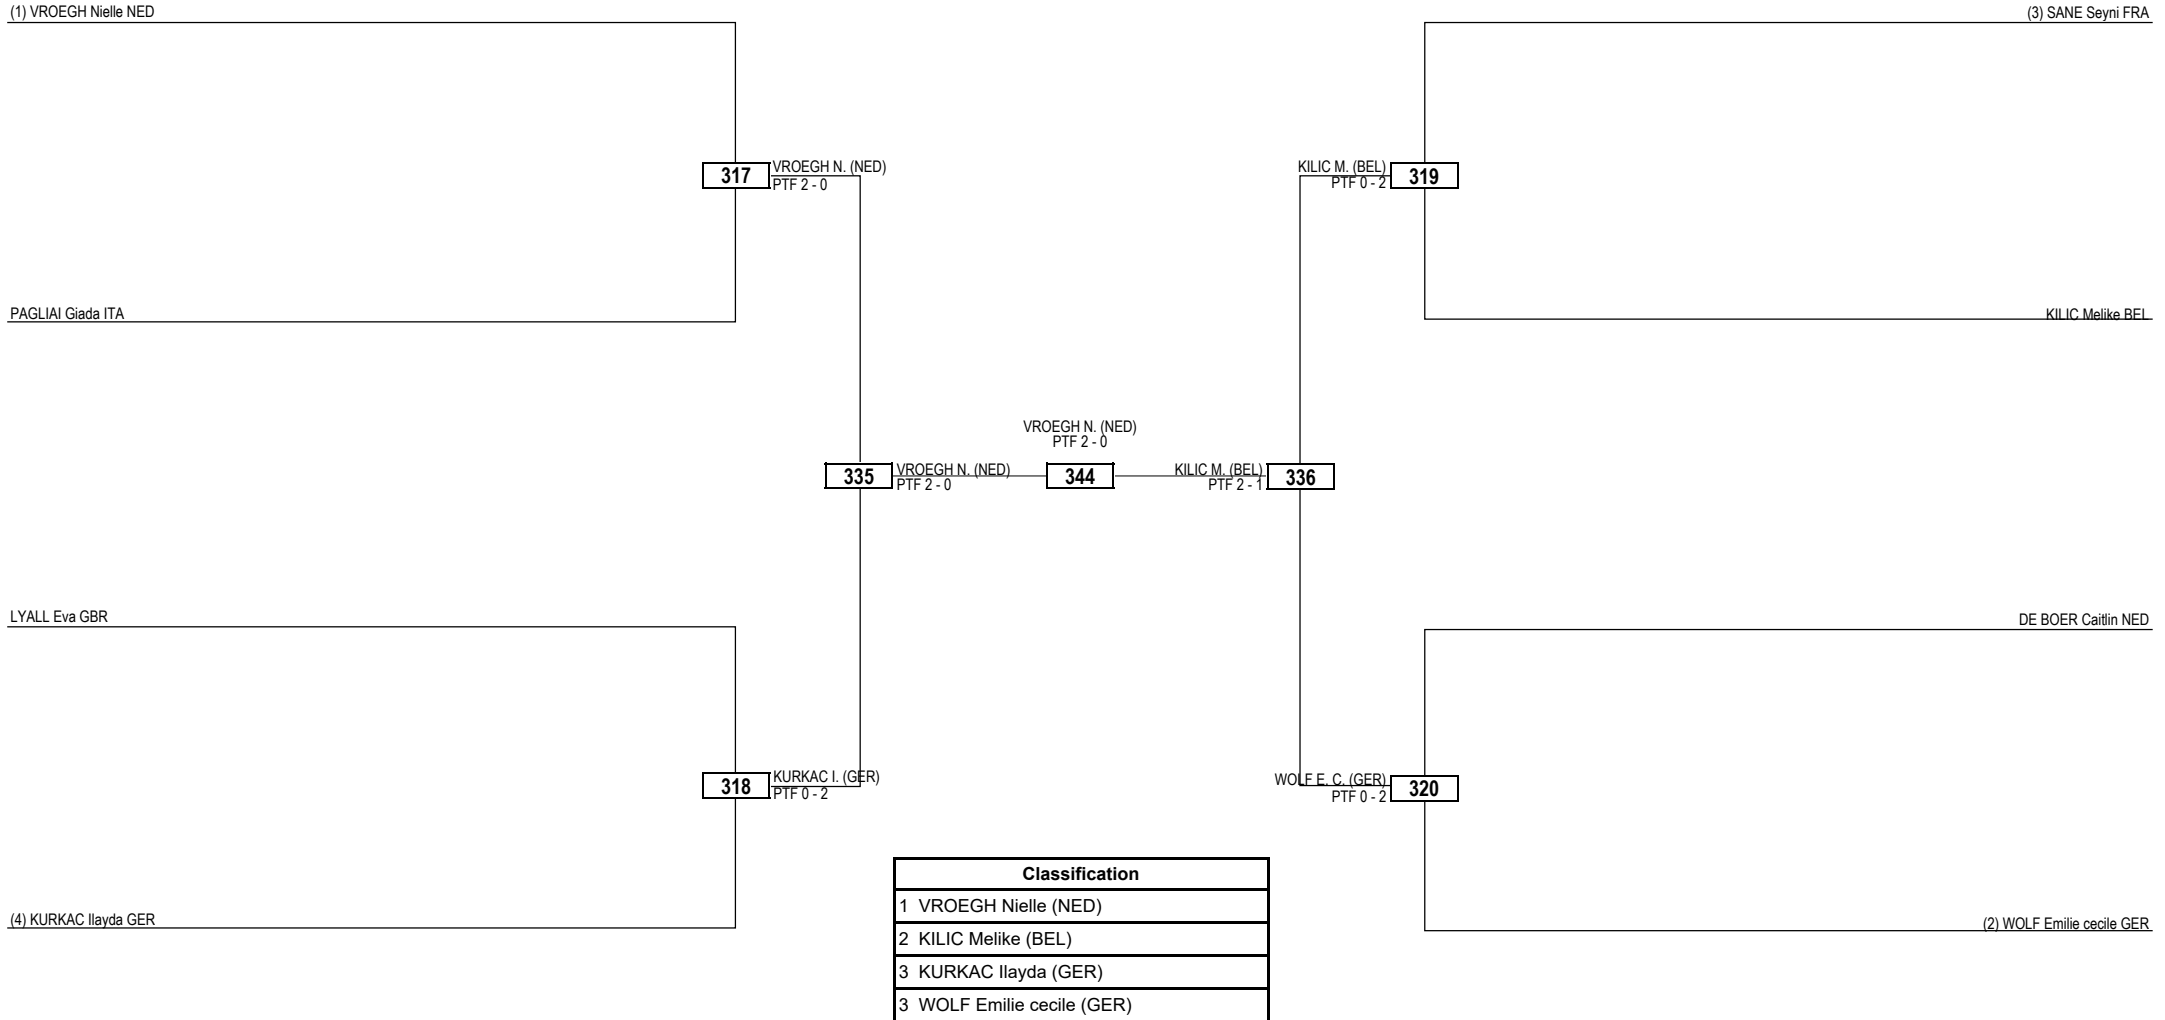 (1) VROEGH Nielle NED
(3) SANE Seyni FRA
317
VROEGH N. (NED)
PTF 2 - 0
KILIC M. (BEL)
PTF 0 - 2
319
PAGLIAI Giada ITA
KILIC Melike BEL
VROEGH N. (NED)
PTF 2 - 0
335
VROEGH N. (NED)
PTF 2 - 0
344
KILIC M. (BEL)
PTF 2 - 1
336
LYALL Eva GBR
DE BOER Caitlin NED
318
KURKAC I. (GER)
PTF 0 - 2
WOLF E. C. (GER)
PTF 0 - 2
320
(4) KURKAC Ilayda GER
(2) WOLF Emilie cecile GER
Classification
1 VROEGH Nielle (NED)
2 KILIC Melike (BEL)
3 KURKAC Ilayda (GER)
3 WOLF Emilie cecile (GER)